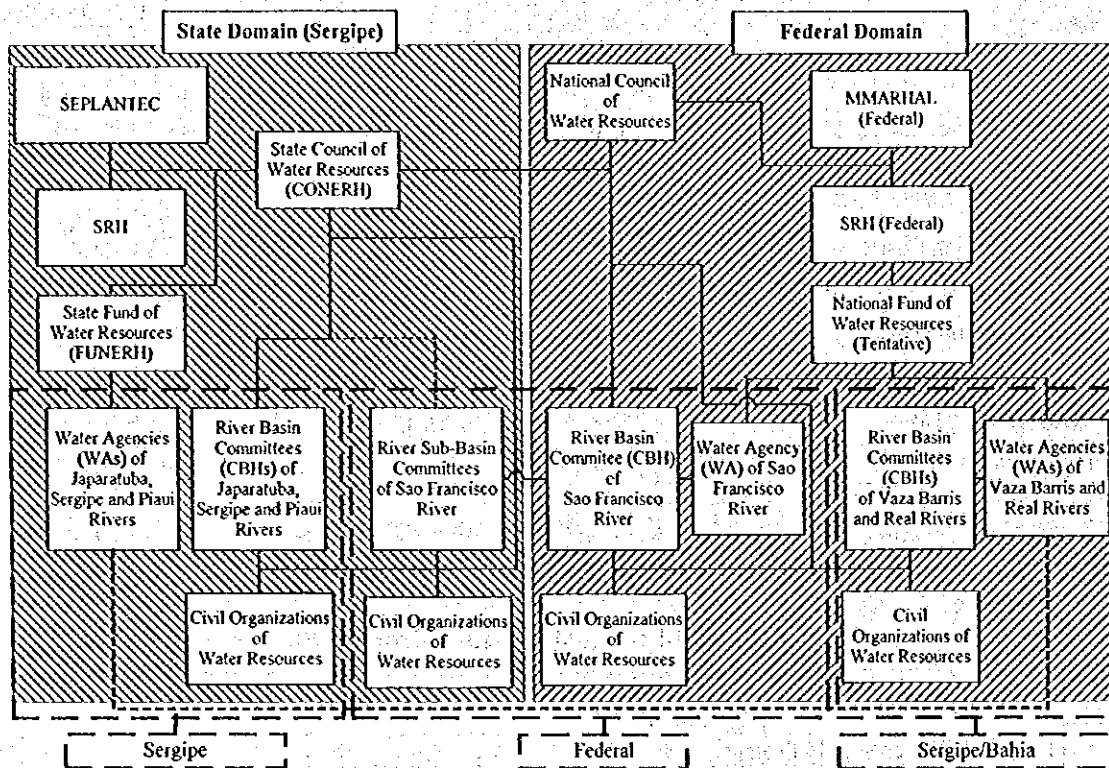 State Domain (Sergipe)
Federal Domain
SEPLANTEC
State Council of
Water Resources
(CONERH)
National Council
of
Water Resources
MMARHAL
(Federal)
SRH
SRH (Federal)
State Fund of
Water Resources
(FUNERH)
National Fund of
Water Resources
(Tentative)
Water Agencies
(WAs) of
Japaratuba,
Sergipe and Piaui
Rivers
River Basin
Committees
(CBHs) of
Japaratuba,
Sergipe and Piaui
Rivers
River Sub-Basin
Committees
of Sao Francisco
River
River Basin
Commitee (CBH)
of
Sao Francisco
River
Water Agency
(WA) of Sao
Francisco
River
River Basin
Committees
(CBHs)
of Vaza Barris
and Real Rivers
Water Agencies
(WAs) of
Vaza Barris and
Real Rivers
Civil Organizations
of
Water Resources
Civil Organizations
of
Water Resources
Civil Organizations
of
Water Resources
Civil
Organizations of
Water Resources
Sergipe
Federal
Sergipe/Bahia